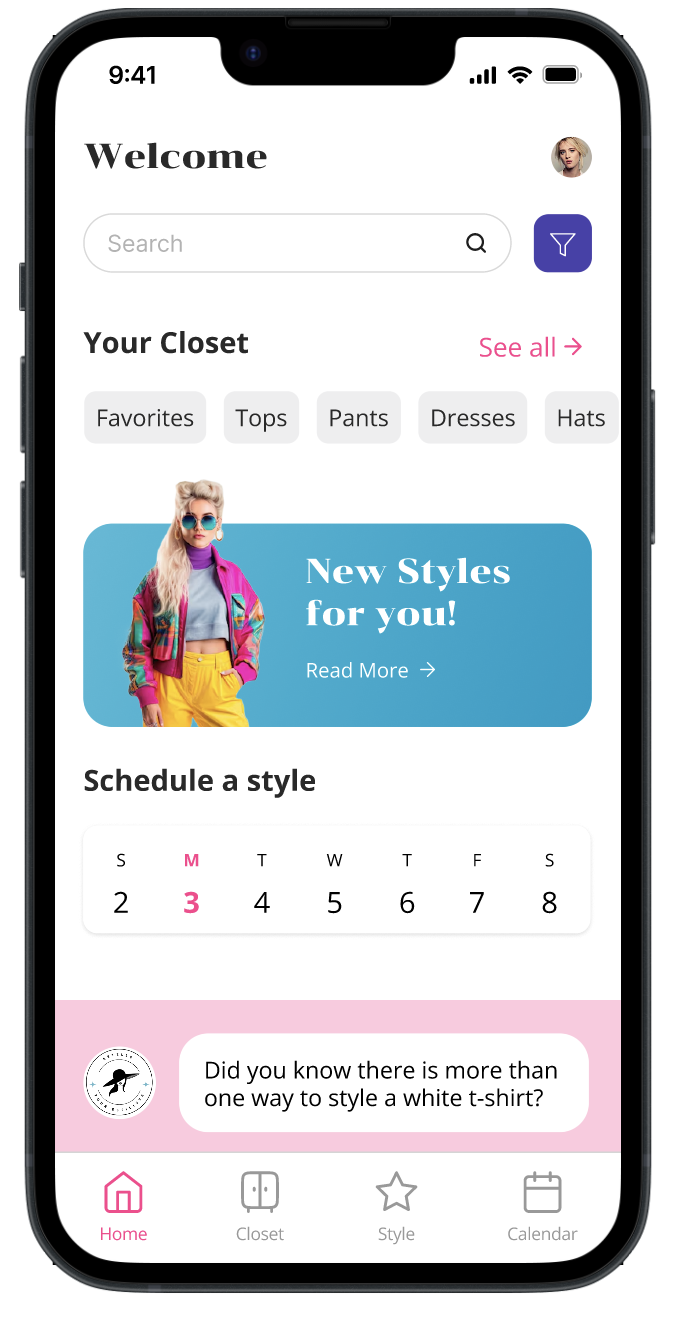 9:41
Welcome
Search
Your Closet
See all
Favorites Tops Pants Dresses Hats
New Styles
for you!
Read More
Schedule a style
S M T W T F S
2 3 4 5 6 7 8
Did you know there is more than
one way to style a white t-shirt?
Home Closet Style Calendar